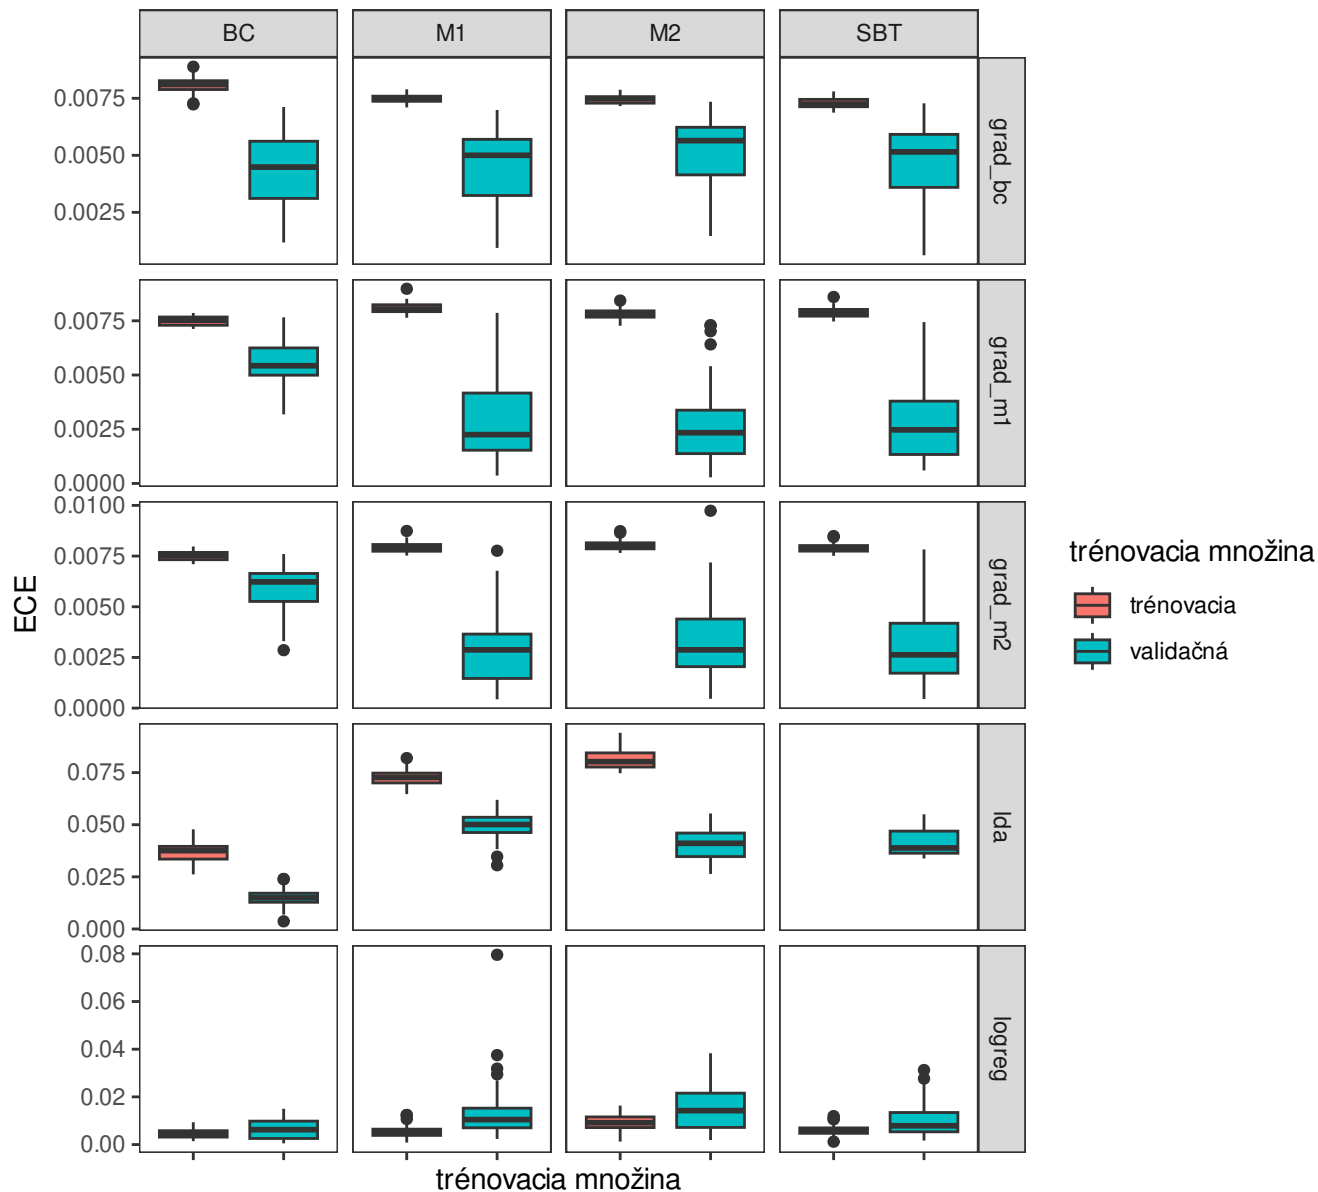 BC M1 M2 SBT
0.0075
0.0050
0.0025
grad_bc
0.0075
0.0050
0.0025
0.0000
grad_m1
0.0100
0.0075
0.0050
0.0025
0.0000
grad_m2
0.075
0.050
0.025
0.000
lda
0.08
0.06
0.04
0.02
0.00
logreg
ECE
trénovacia množina
trénovacia množina
trénovacia
validačná